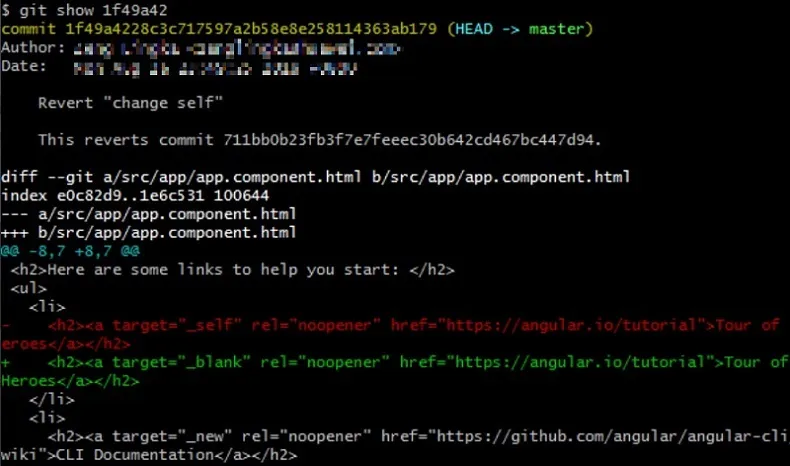 $ git show 1f49a42
commit 1f49a4228c3c717597a2b58e8e258114363ab179 (HEAD -> master)
Author:
Date:
Revert "change self"
This reverts commit 711bb0b23fb3f7e7feeec30b642cd467bc447d94.
diff --git a/src/app/app.component.html b/src/app/app.component.html
index e0c82d9..1e6c531 100644
--- a/src/app/app.component.html
+++ b/src/app/app.component.html
@@ -8,7 +8,7 @@
<h2>Here are some links to help you start: </h2>
<ul>
<li>
-    <h2><a target="_self" rel="noopener" href="https://angular.io/tutorial">Tour of
eroes</a></h2>
+    <h2><a target="_blank" rel="noopener" href="https://angular.io/tutorial">Tour of
Heroes</a></h2>
</li>
<li>
<h2><a target="_new" rel="noopener" href="https://github.com/angular/angular-cli
wiki">CLI Documentation</a></h2>